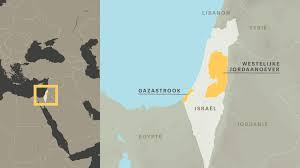 LIBANON
SYRIË
WESTELIJKE
JORDAANOEVER
GAZASTROOK
ISRAËL
EGYPTE
JORDANIË